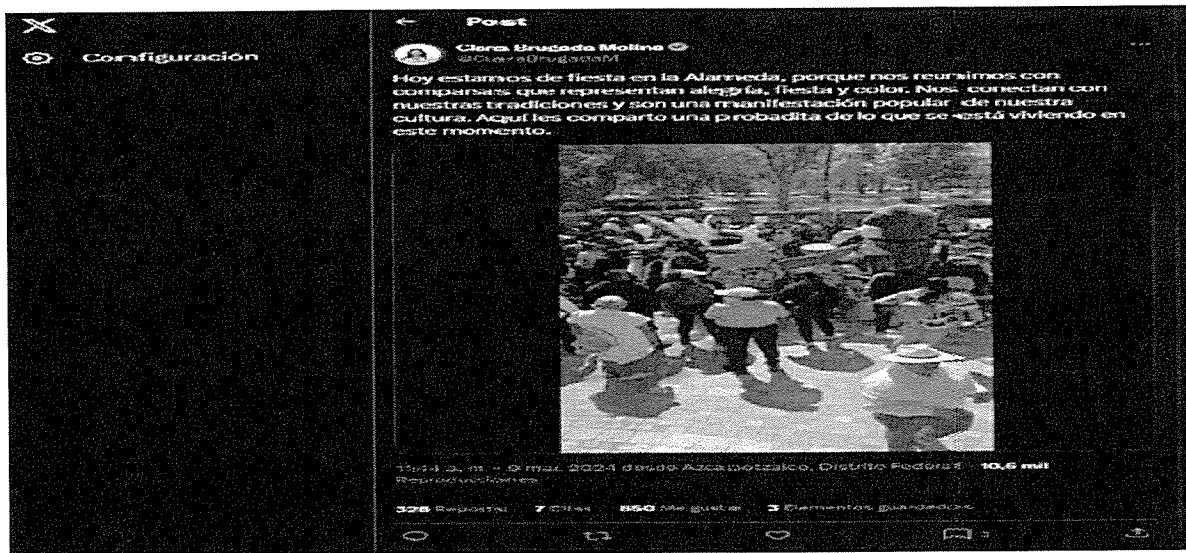 X
Configuración
← Post
Clara Brugada Molina
@ClaraBrugadaM
Hoy estamos de fiesta en la Alameda, porque nos reunimos con
comparsas que representan alegría, fiesta y color. Nos conectan con
nuestras tradiciones y son una manifestación popular de nuestra
cultura. Aquí les comparto una probadita de lo que se está viviendo en
este momento.
a. m. · 9 mar. 2024 desde Azcapotzalco, Distrito Federal 10,6 mil
Reproducciones
328 Reposts 7 Citas 850 Me gusta 3 Elementos guardados
3